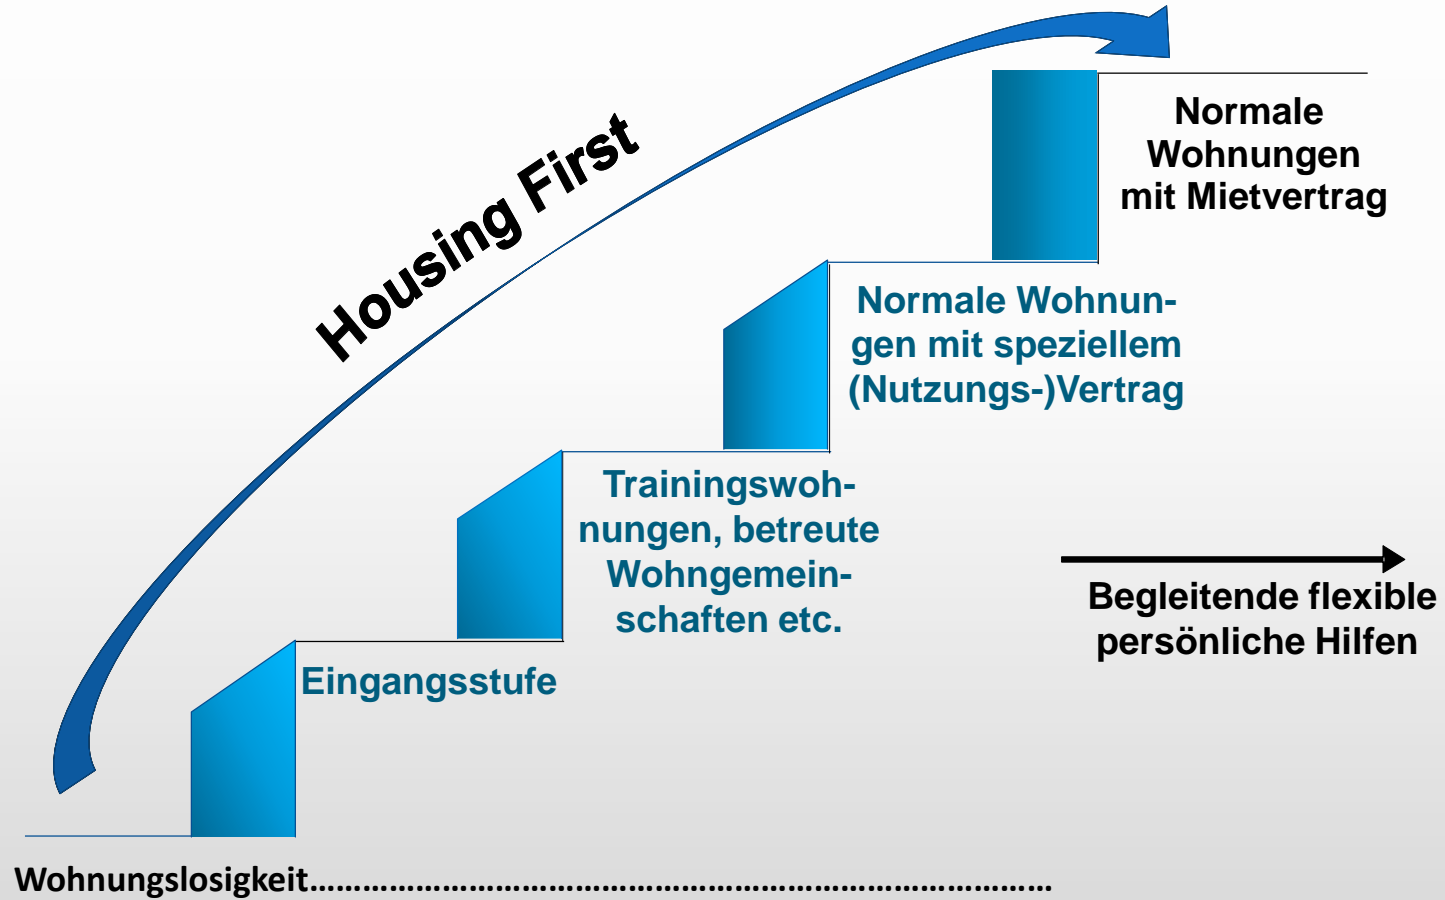 Housing First
Normale
Wohnungen
mit Mietvertrag
Normale Wohnun-
gen mit speziellem
(Nutzungs-)Vertrag
Trainingswoh-
nungen, betreute
Wohngemein-
schaften etc.
Begleitende flexible
persönliche Hilfen
Eingangsstufe
Wohnungslosigkeit……………………………………………………………………………